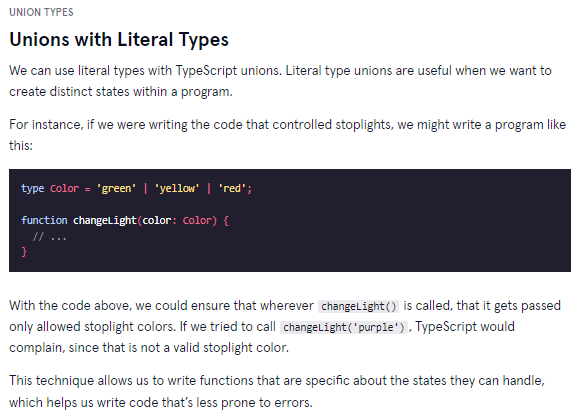 UNION TYPES
Unions with Literal Types
We can use literal types with TypeScript unions. Literal type unions are useful when we want to
create distinct states within a program.
For instance, if we were writing the code that controlled stoplights, we might write a program like
this:
type Color = 'green' | 'yellow' | 'red';
function changeLight(color: Color) {
  // ...
}
With the code above, we could ensure that wherever changeLight() is called, that it gets passed
only allowed stoplight colors. If we tried to call changeLight('purple'), TypeScript would
complain, since that is not a valid stoplight color.
This technique allows us to write functions that are specific about the states they can handle,
which helps us write code that's less prone to errors.